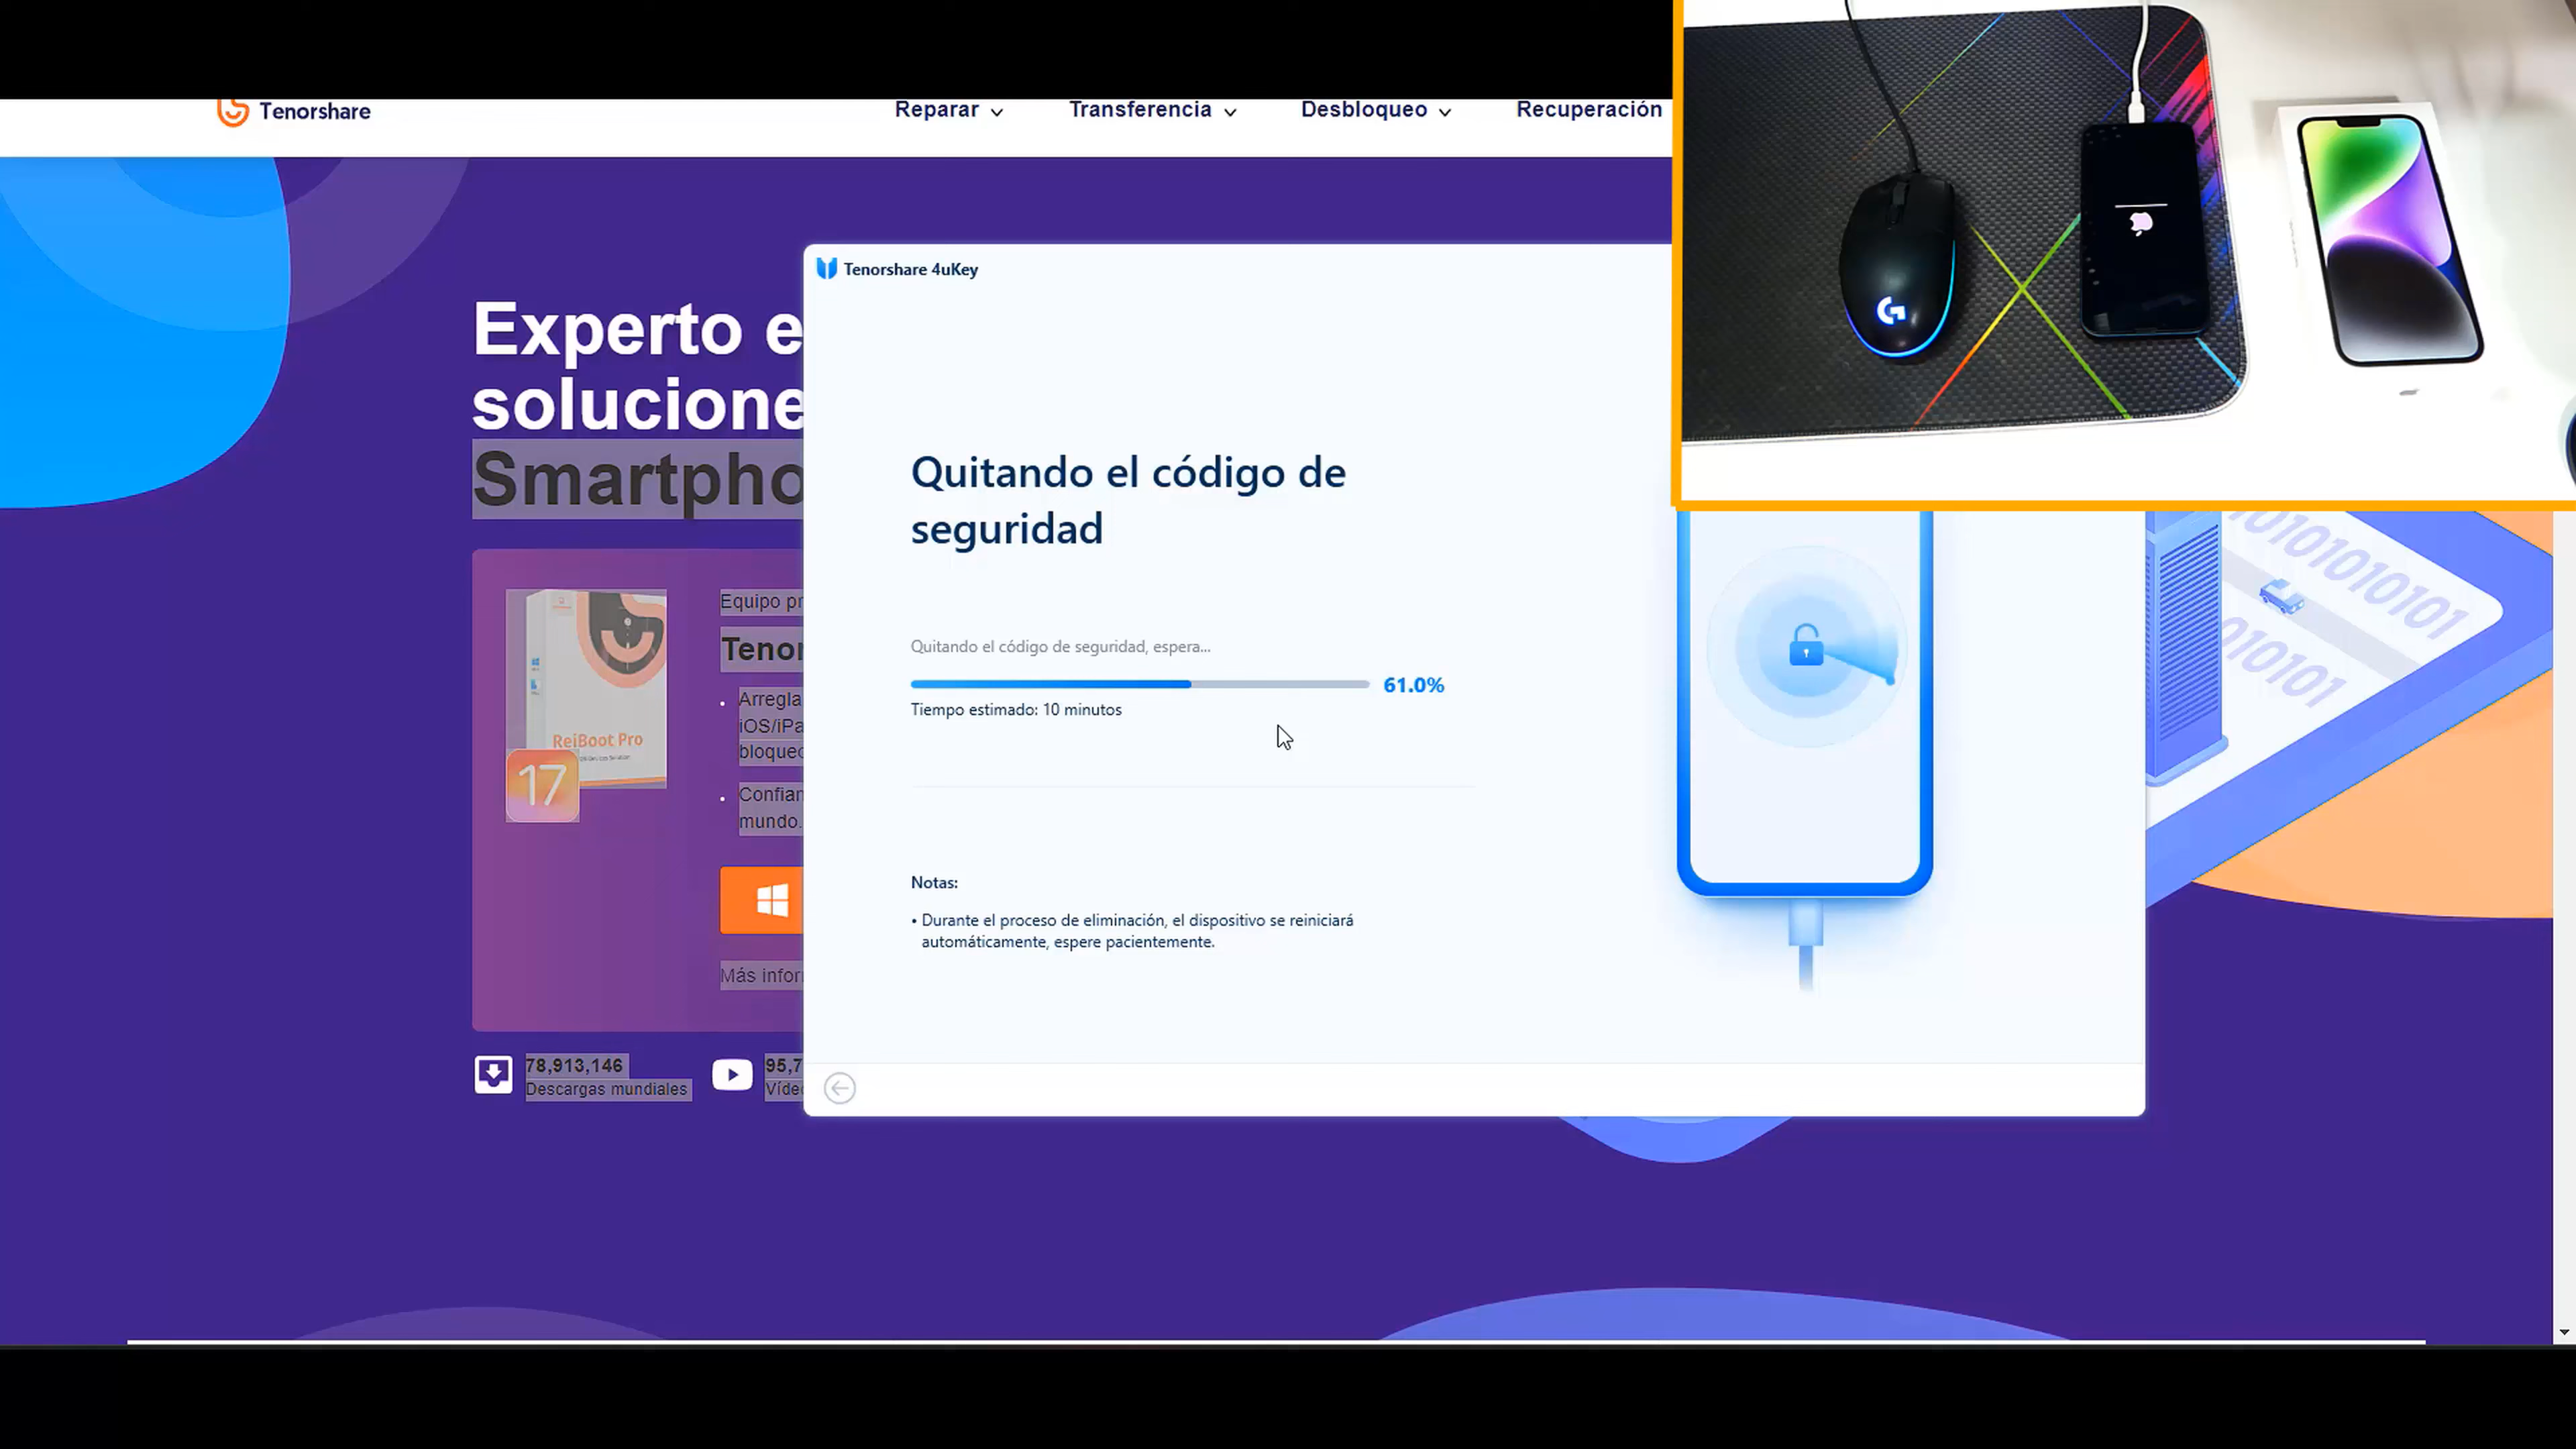 Tenorshare
Reparar
Transferencia
Desbloqueo
Recuperación
Experto e
solucione
Smartpho
ReiBoot Pro
17
Equipo pr
Tenor
• Arregla
iOS/iPa
bloqueo
• Confian
mundo.
Más infor
78,913,146
Descargas mundiales
95,7
Víde
Tenorshare 4uKey
Quitando el código de
seguridad
Quitando el código de seguridad, espera...
61.0%
Tiempo estimado: 10 minutos
Notas:
• Durante el proceso de eliminación, el dispositivo se reiniciará
automáticamente, espere pacientemente.
G
1010101010101
010101